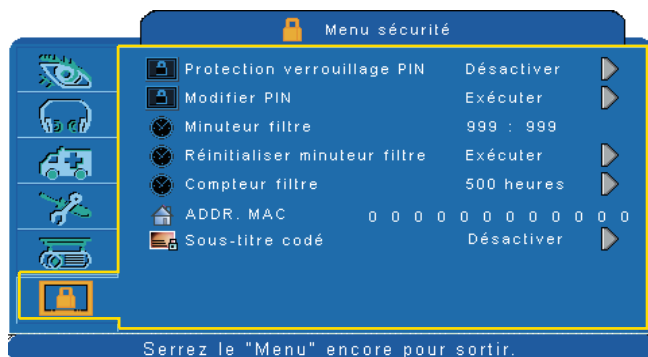 Menu sécurité
Protection verrouillage PIN Désactiver
Modifier PIN Exécuter
Minuteur filtre 999 : 999
Réinitialiser minuteur filtre Exécuter
Compteur filtre 500 heures
ADDR. MAC 0 0 0 0 0 0 0 0 0 0 0 0
Sous-titre codé Désactiver
Serrez le "Menu" encore pour sortir.